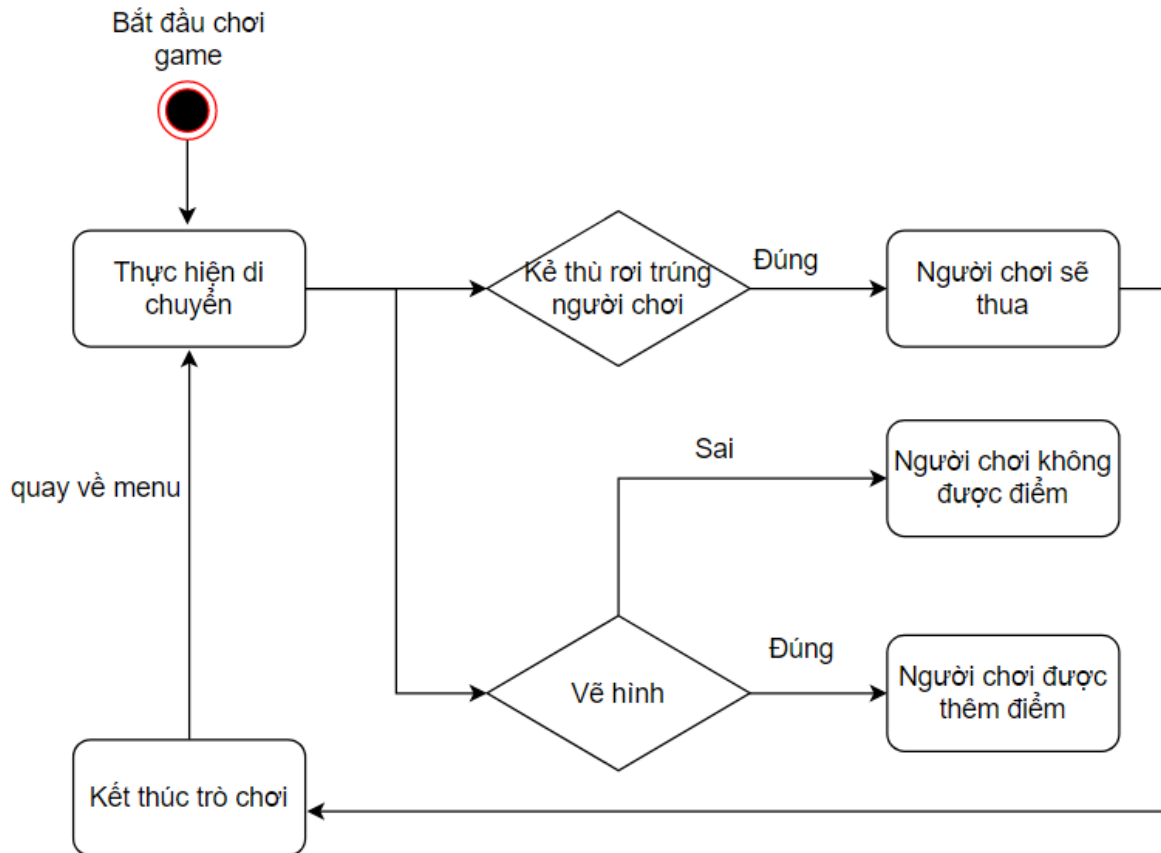 Bắt đầu chơi
game
Thực hiện di
chuyển
Kẻ thù rơi trúng
người chơi
Đúng
Người chơi sẽ
thua
Sai
Người chơi không
được điểm
quay về menu
Vẽ hình
Đúng
Người chơi được
thêm điểm
Kết thúc trò chơi